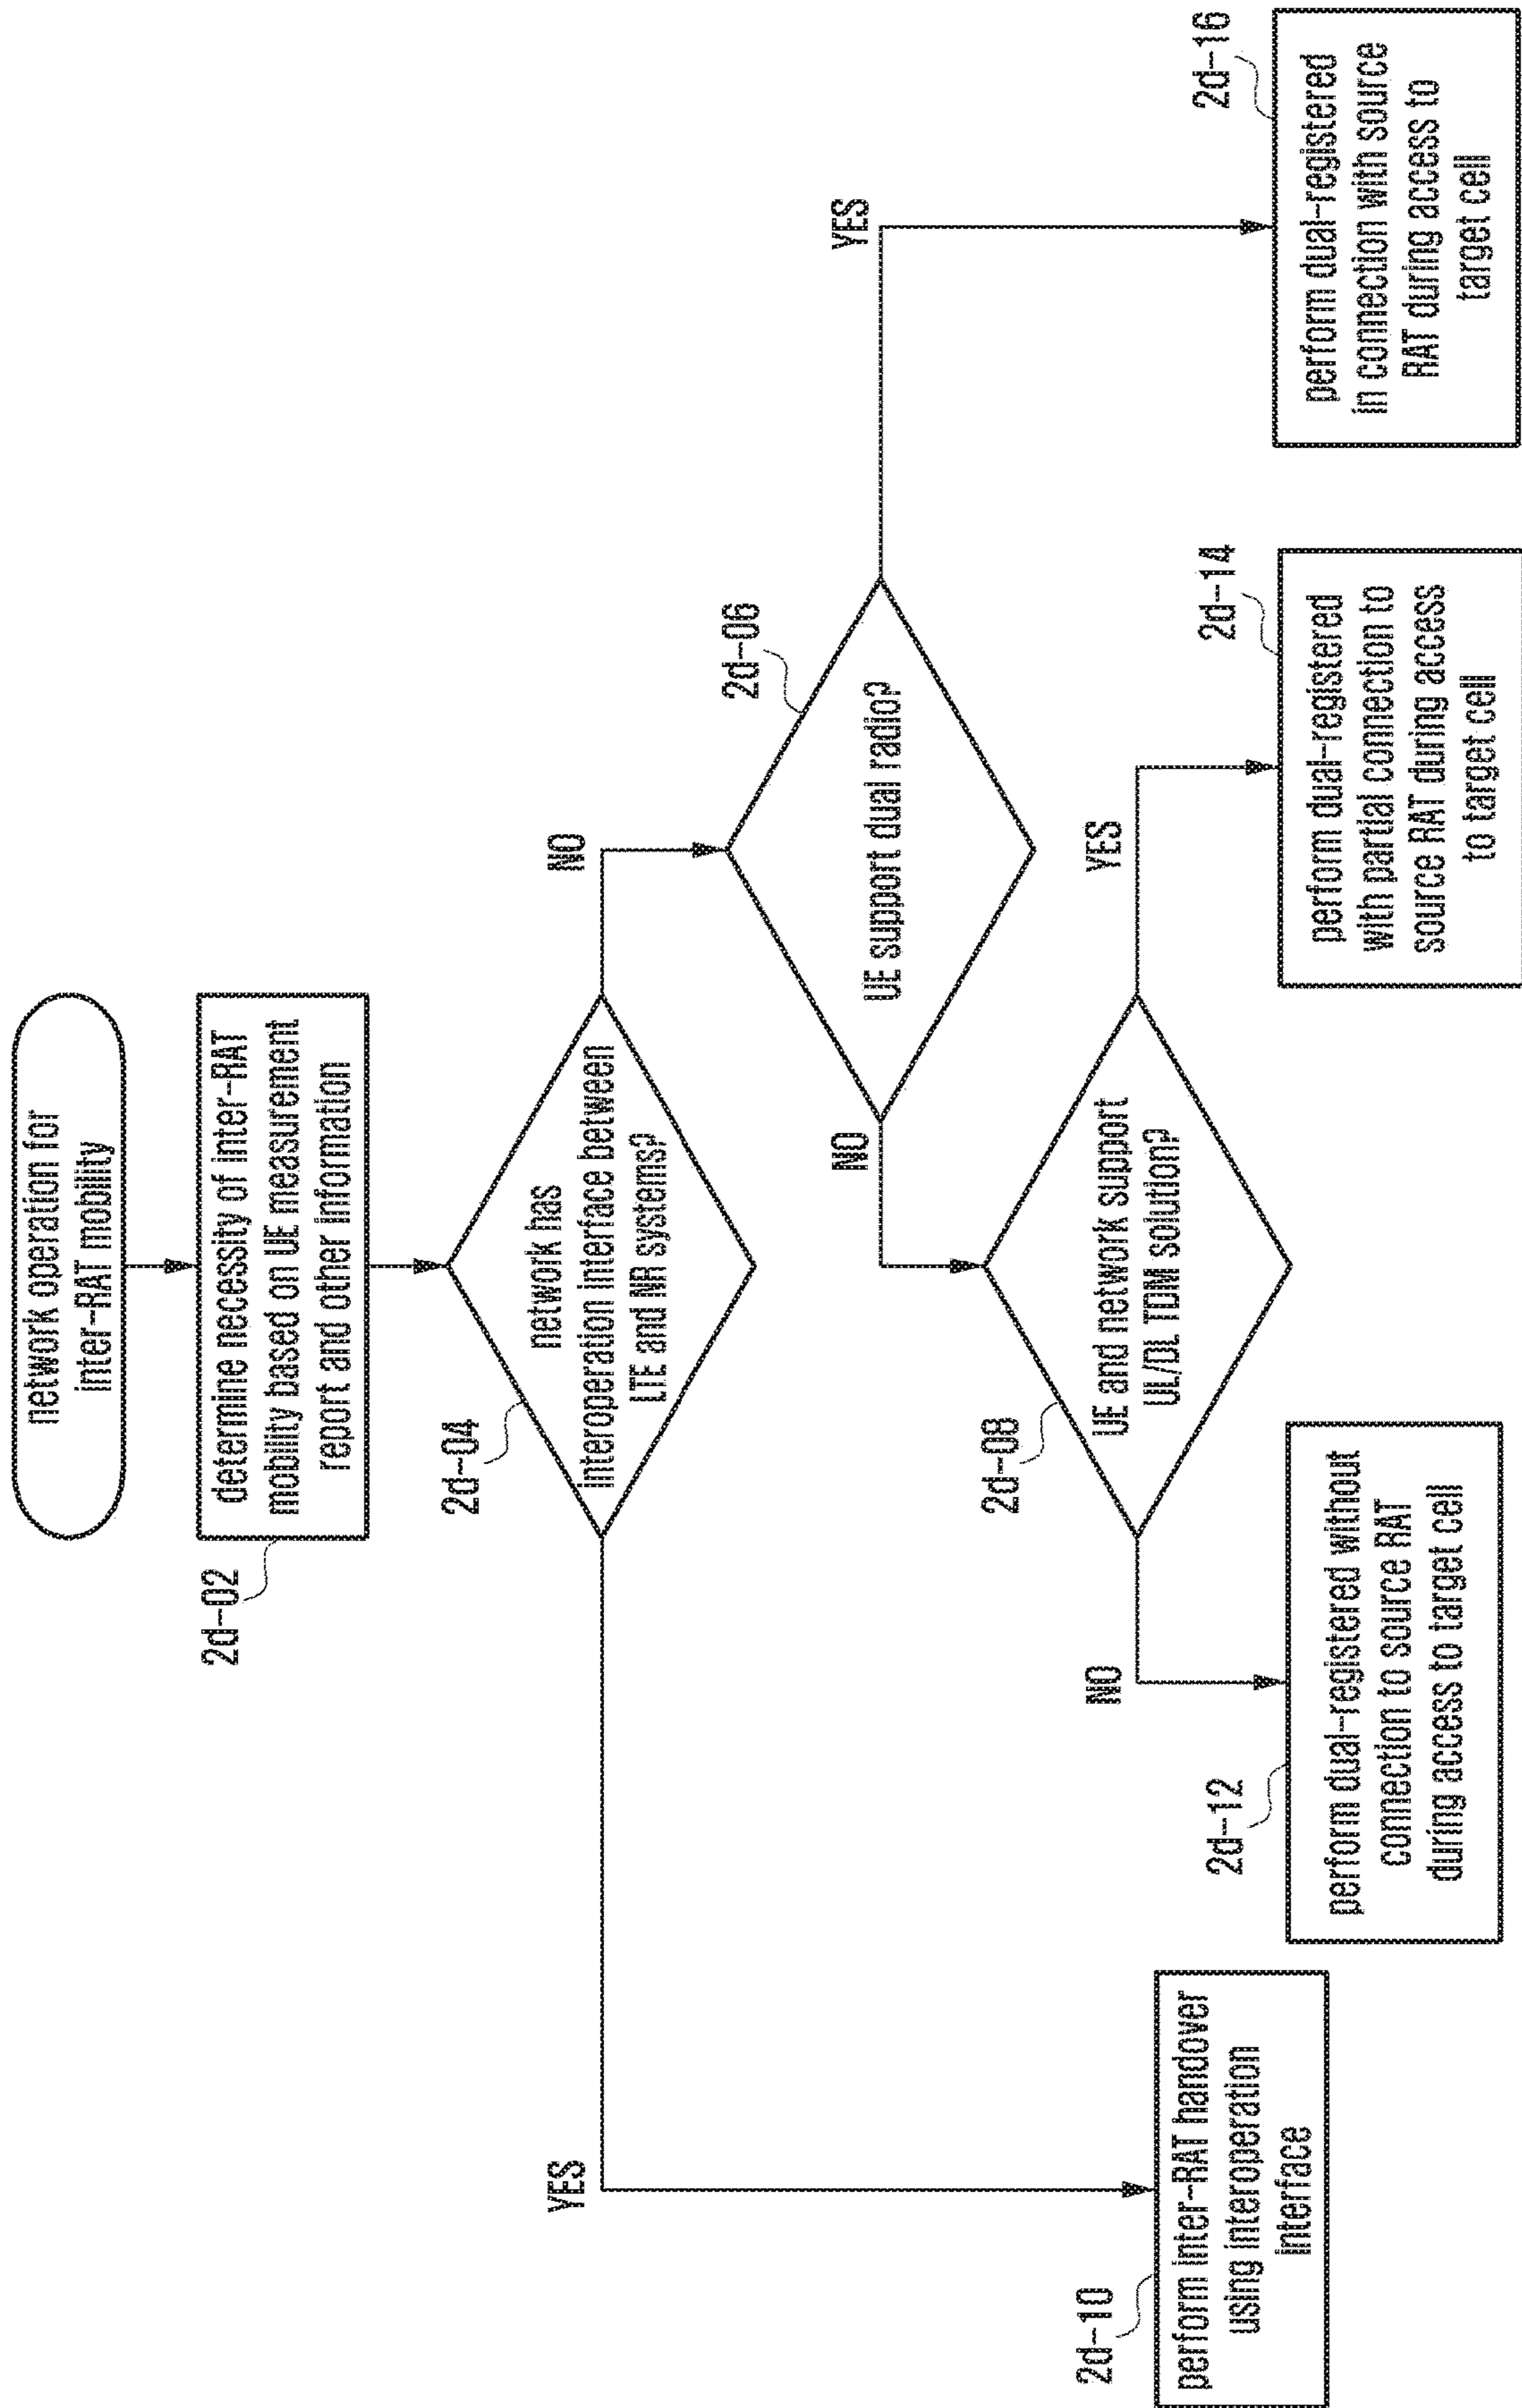 network operation for
inter-RAT mobility
2d-02
determine necessity of inter-RAT
mobility based on UE measurement
report and other information
2d-04
network has
interoperation interface between
LTE and NR systems?
YES
NO
2d-06
UE support dual radio?
NO
YES
2d-08
UE and network support
UL/DL TDM solution?
NO
YES
2d-10
perform inter-RAT handover
using interoperation
interface
2d-12
perform dual-registered without
connection to source RAT
during access to target cell
2d-14
perform dual-registered
with partial connection to
source RAT during access
to target cell
2d-16
perform dual-registered
in connection with source
RAT during access to
target cell